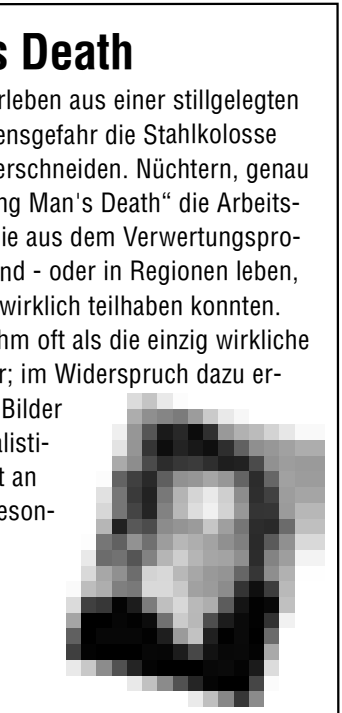 s Death
rleben aus einer stillgelegten
ensgefahr die Stahlkolosse
erschneiden. Nüchtern, genau
ng Man's Death“ die Arbeits-
ie aus dem Verwertungspro-
nd - oder in Regionen leben,
wirklich teilhaben konnten.
hm oft als die einzig wirkliche
r; im Widerspruch dazu er-
Bilder
alisti-
t an
eson-